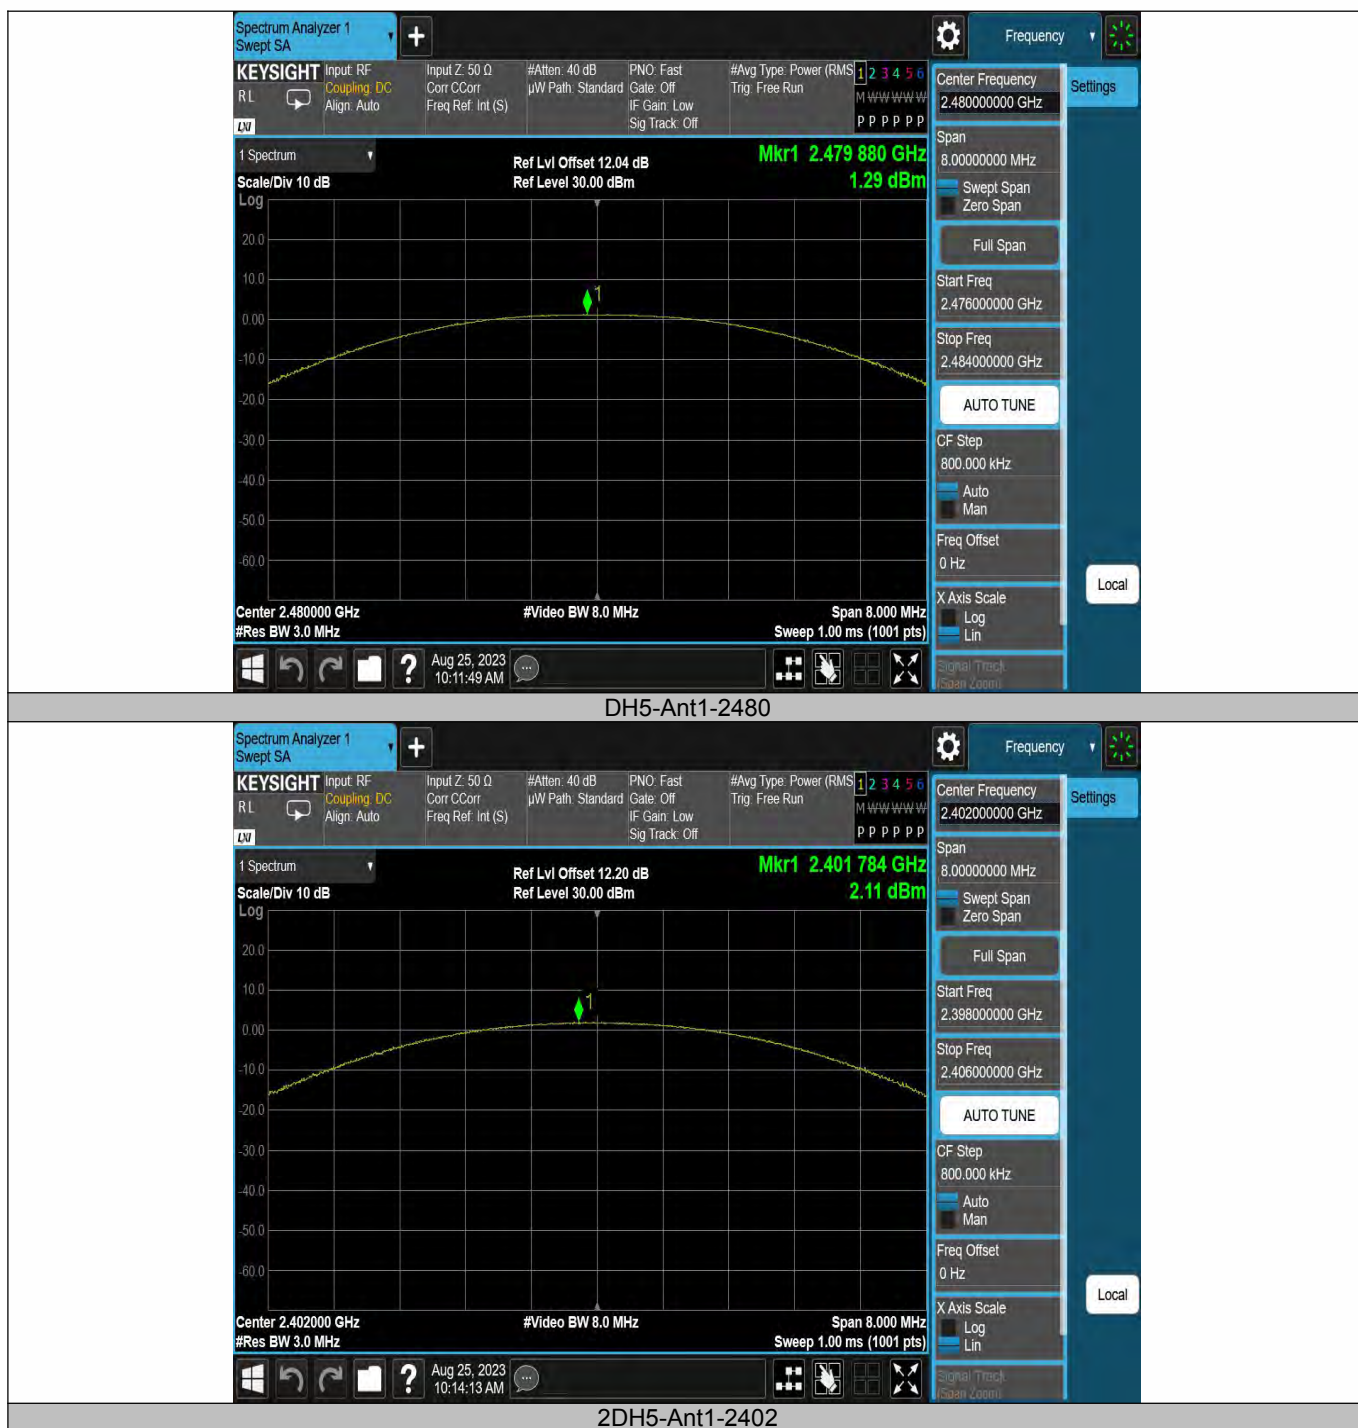 Spectrum Analyzer 1
Swept SA
Frequency
KEYSIGHT
R L
LXI
Input: RF
Coupling: DC
Align: Auto
Input Z: 50 Ω
Corr CCorr
Freq Ref: Int (S)
#Atten: 40 dB
µW Path: Standard
PNO: Fast
Gate: Off
IF Gain: Low
Sig Track: Off
#Avg Type: Power (RMS
Trig: Free Run
1 2 3 4 5 6
M W W W W W
P P P P P P
1 Spectrum
Scale/Div 10 dB
Ref Lvl Offset 12.04 dB
Ref Level 30.00 dBm
Mkr1 2.479 880 GHz
1.29 dBm
Log
20.0
10.0
0.00
-10.0
-20.0
-30.0
-40.0
-50.0
-60.0
1
Center 2.480000 GHz
#Res BW 3.0 MHz
#Video BW 8.0 MHz
Span 8.000 MHz
Sweep 1.00 ms (1001 pts)
Aug 25, 2023
10:11:49 AM
Center Frequency
2.480000000 GHz
Settings
Span
8.00000000 MHz
Swept Span
Zero Span
Full Span
Start Freq
2.476000000 GHz
Stop Freq
2.484000000 GHz
AUTO TUNE
CF Step
800.000 kHz
Auto
Man
Freq Offset
0 Hz
X Axis Scale
Log
Lin
Signal Track
(Span Zoom)
Local
DH5-Ant1-2480
Spectrum Analyzer 1
Swept SA
Frequency
KEYSIGHT
R L
LXI
Input: RF
Coupling: DC
Align: Auto
Input Z: 50 Ω
Corr CCorr
Freq Ref: Int (S)
#Atten: 40 dB
µW Path: Standard
PNO: Fast
Gate: Off
IF Gain: Low
Sig Track: Off
#Avg Type: Power (RMS
Trig: Free Run
1 2 3 4 5 6
M W W W W W
P P P P P P
1 Spectrum
Scale/Div 10 dB
Ref Lvl Offset 12.20 dB
Ref Level 30.00 dBm
Mkr1 2.401 784 GHz
2.11 dBm
Log
20.0
10.0
0.00
-10.0
-20.0
-30.0
-40.0
-50.0
-60.0
1
Center 2.402000 GHz
#Res BW 3.0 MHz
#Video BW 8.0 MHz
Span 8.000 MHz
Sweep 1.00 ms (1001 pts)
Aug 25, 2023
10:14:13 AM
Center Frequency
2.402000000 GHz
Settings
Span
8.00000000 MHz
Swept Span
Zero Span
Full Span
Start Freq
2.398000000 GHz
Stop Freq
2.406000000 GHz
AUTO TUNE
CF Step
800.000 kHz
Auto
Man
Freq Offset
0 Hz
X Axis Scale
Log
Lin
Signal Track
(Span Zoom)
Local
2DH5-Ant1-2402